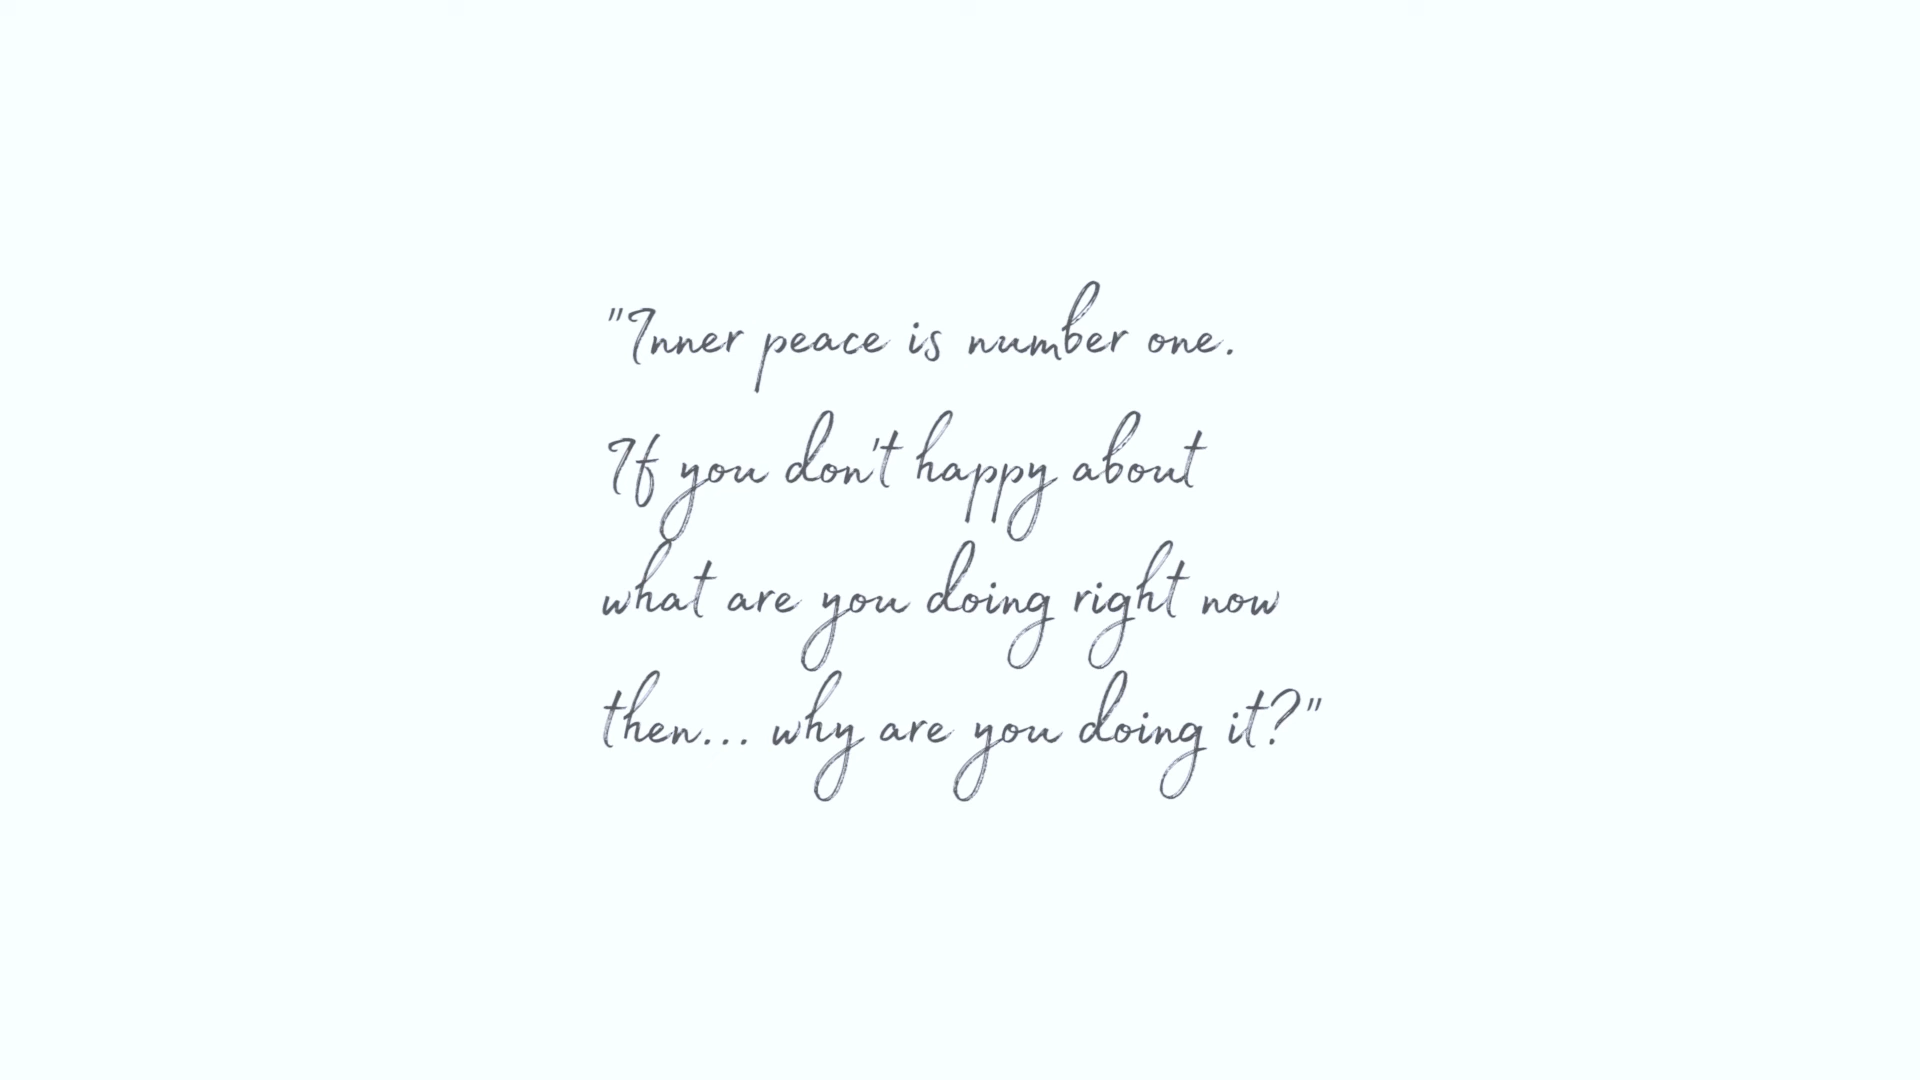 "Inner peace is number one.
If you don't happy about
what are you doing right now
then... why are you doing it?"